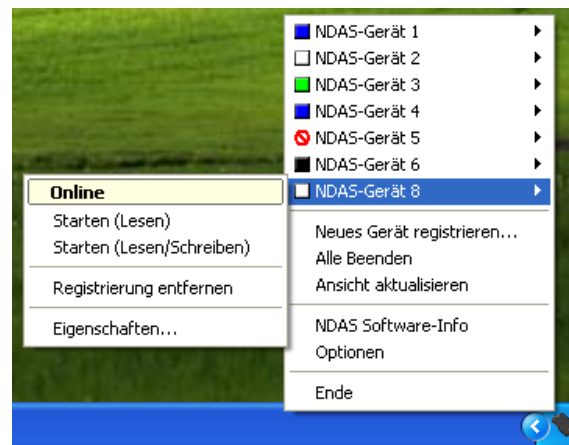 NDAS-Gerät 1
NDAS-Gerät 2
NDAS-Gerät 3
NDAS-Gerät 4
NDAS-Gerät 5
NDAS-Gerät 6
NDAS-Gerät 8
Neues Gerät registrieren...
Alle Beenden
Ansicht aktualisieren
NDAS Software-Info
Optionen
Ende
Online
Starten (Lesen)
Starten (Lesen/Schreiben)
Registrierung entfernen
Eigenschaften...